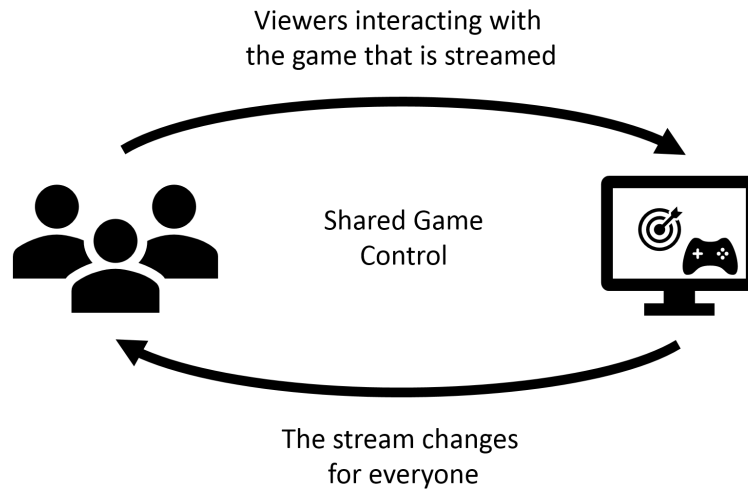 Viewers interacting with
the game that is streamed
Shared Game
Control
The stream changes
for everyone